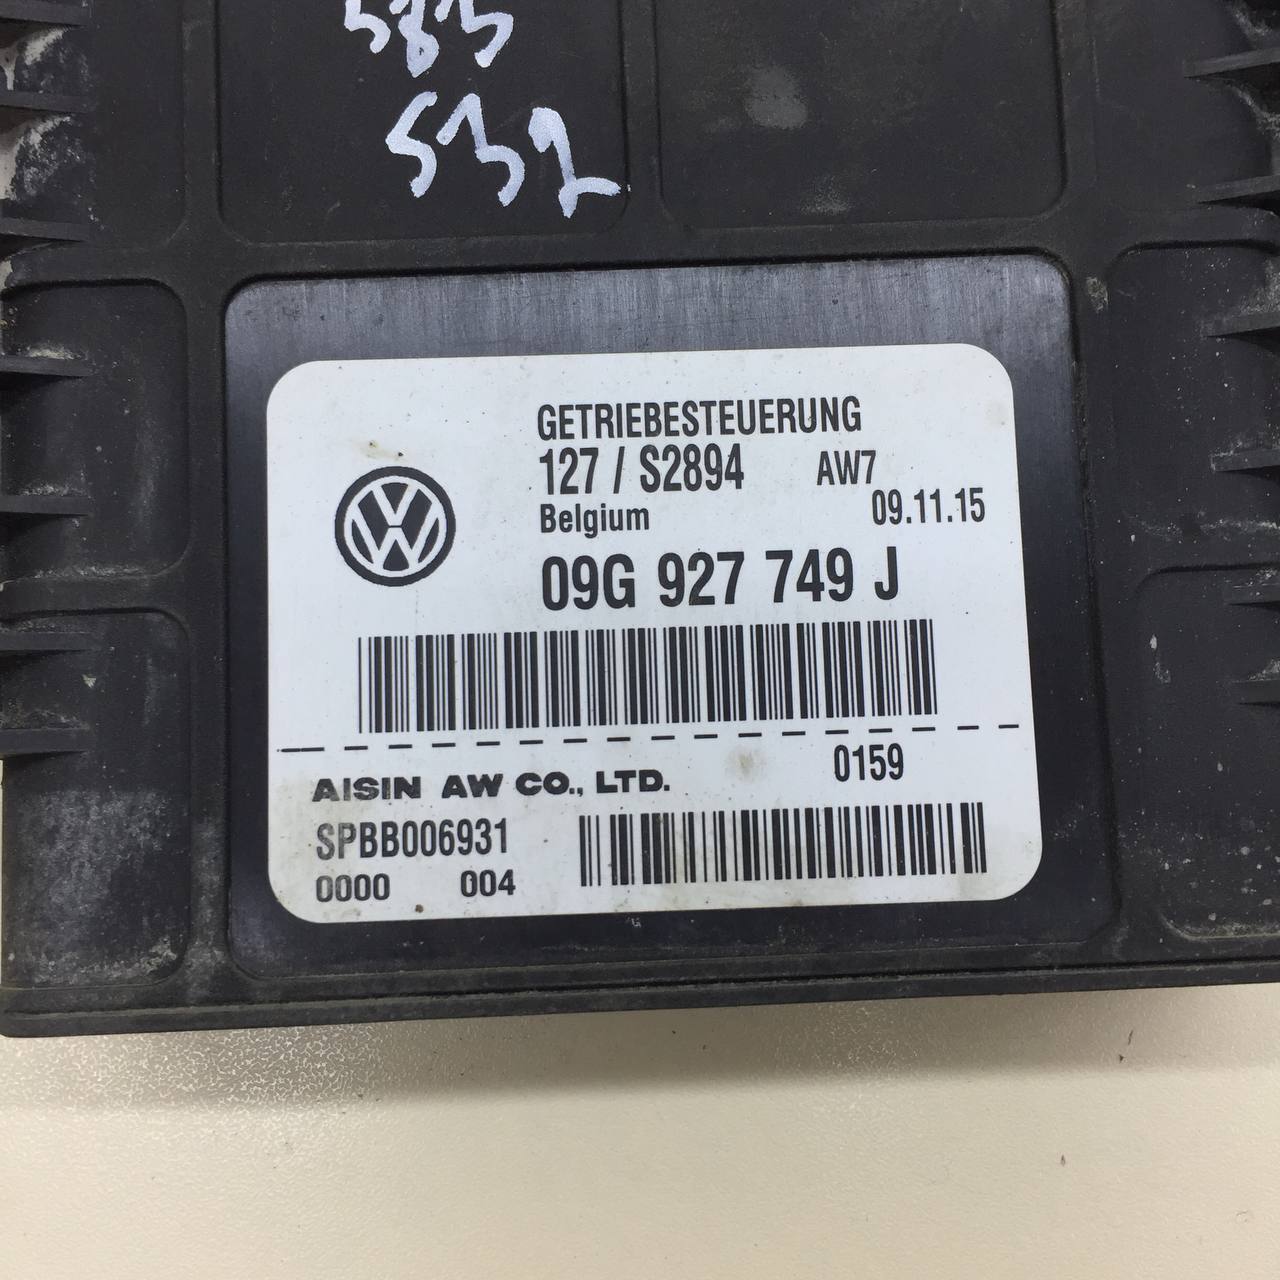 585
532
GETRIEBESTEUERUNG
127 / S2894 AW7
Belgium 09.11.15
09G 927 749 J
0159
AISIN AW CO., LTD.
SPBB006931
0000 004